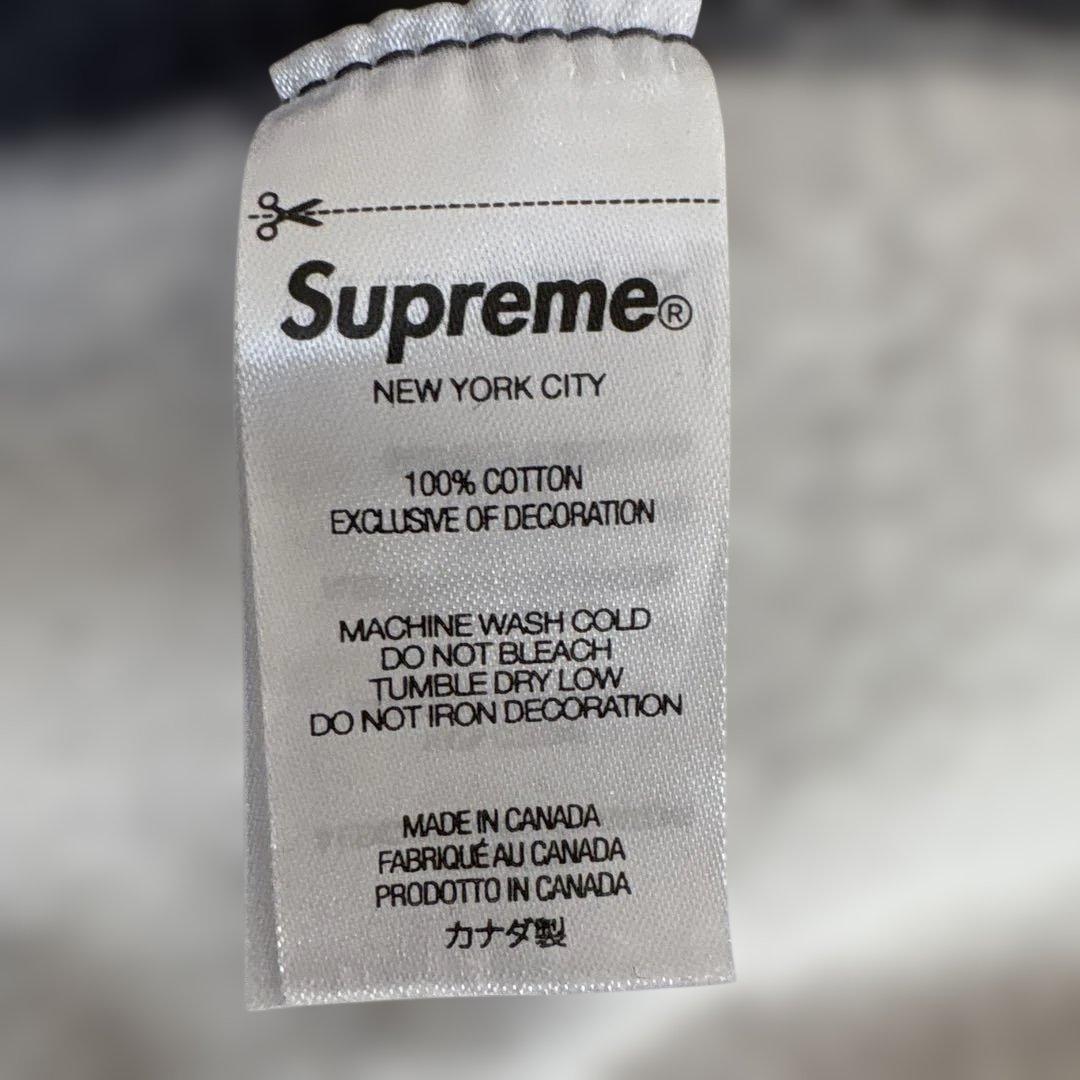 Supreme®
NEW YORK CITY
100% COTTON
EXCLUSIVE OF DECORATION
MACHINE WASH COLD
DO NOT BLEACH
TUMBLE DRY LOW
DO NOT IRON DECORATION
MADE IN CANADA
FABRIQUÉ AU CANADA
PRODOTTO IN CANADA
カナダ製